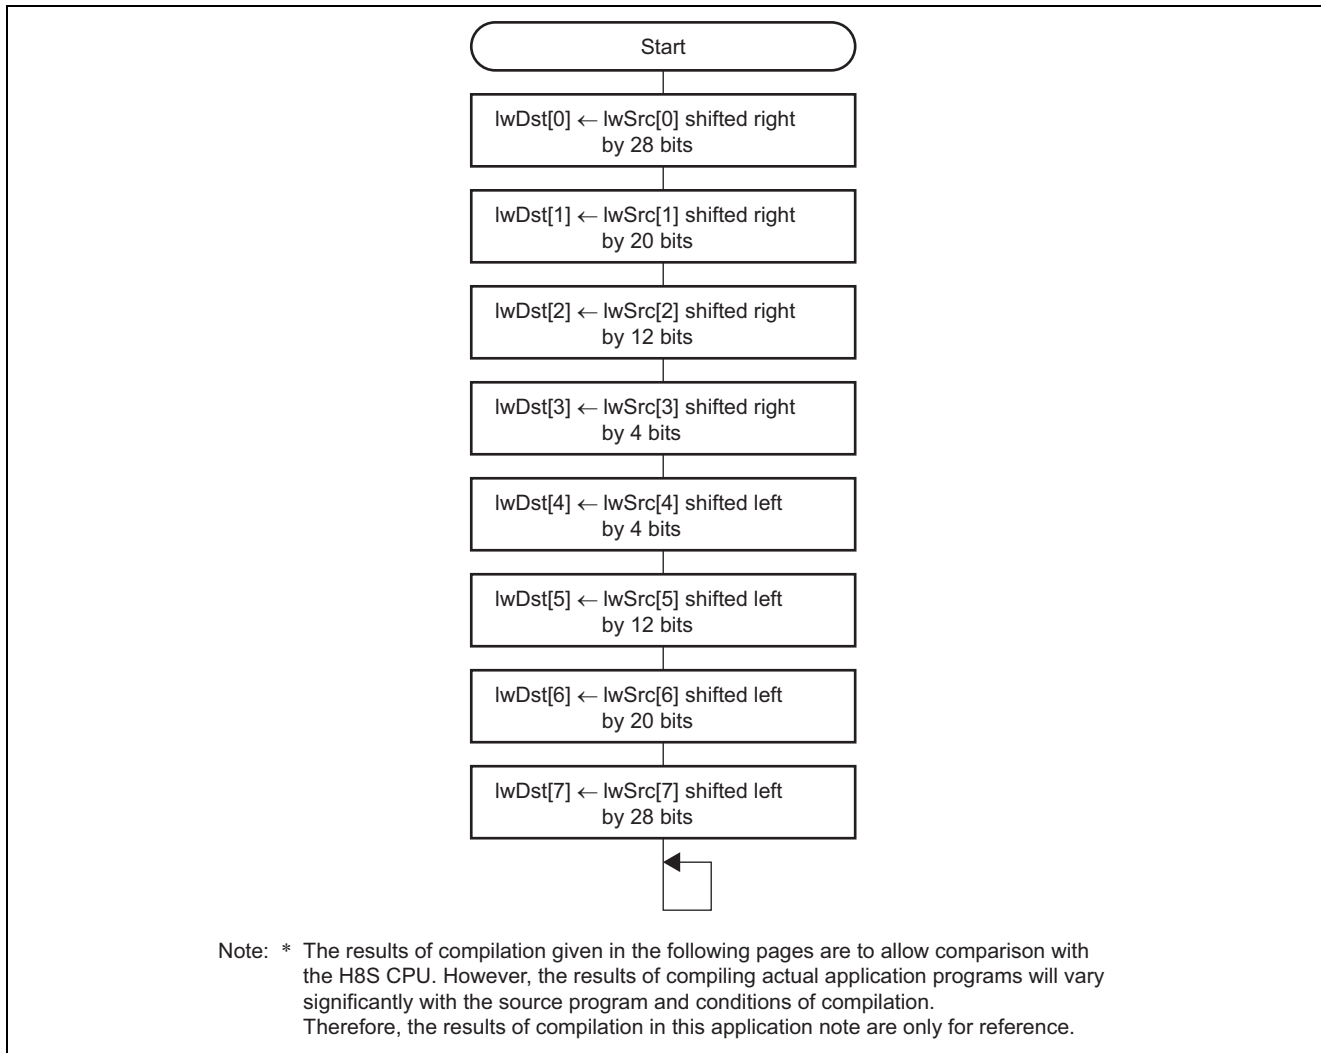 Start
lwDst[0] ← lwSrc[0] shifted right
by 28 bits
lwDst[1] ← lwSrc[1] shifted right
by 20 bits
lwDst[2] ← lwSrc[2] shifted right
by 12 bits
lwDst[3] ← lwSrc[3] shifted right
by 4 bits
lwDst[4] ← lwSrc[4] shifted left
by 4 bits
lwDst[5] ← lwSrc[5] shifted left
by 12 bits
lwDst[6] ← lwSrc[6] shifted left
by 20 bits
lwDst[7] ← lwSrc[7] shifted left
by 28 bits
Note: * The results of compilation given in the following pages are to allow comparison with
the H8S CPU. However, the results of compiling actual application programs will vary
significantly with the source program and conditions of compilation.
Therefore, the results of compilation in this application note are only for reference.